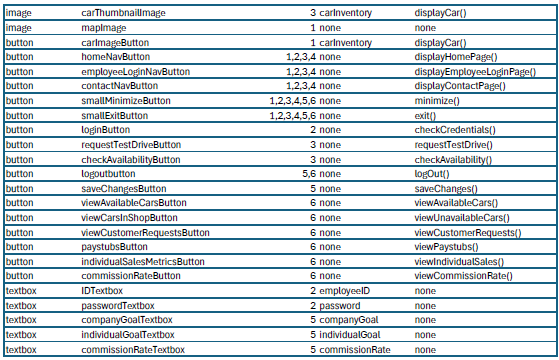 image carThumbnailImage 3 carInventory displayCar()
image mapImage 1 none none
button carImageButton 1 carInventory displayCar()
button homeNavButton 1,2,3,4 none displayHomePage()
button employeeLoginNavButton 1,2,3,4 none displayEmployeeLoginPage()
button contactNavButton 1,2,3,4 none displayContactPage()
button smallMinimizeButton 1,2,3,4,5,6 none minimize()
button smallExitButton 1,2,3,4,5,6 none exit()
button loginButton 2 none checkCredentials()
button requestTestDriveButton 3 none requestTestDrive()
button checkAvailabilityButton 3 none checkAvailability()
button logoutbutton 5,6 none logOut()
button saveChangesButton 5 none saveChanges()
button viewAvailableCarsButton 6 none viewAvailableCars()
button viewCarsInShopButton 6 none viewUnavailableCars()
button viewCustomerRequestsButton 6 none viewCustomerRequests()
button paystubsButton 6 none viewPaystubs()
button individualSalesMetricsButton 6 none viewIndividualSales()
button commissionRateButton 6 none viewCommissionRate()
textbox IDTextbox 2 employeeID none
textbox passwordTextbox 2 password none
textbox companyGoalTextbox 5 companyGoal none
textbox individualGoalTextbox 5 individualGoal none
textbox commissionRateTextbox 5 commissionRate none